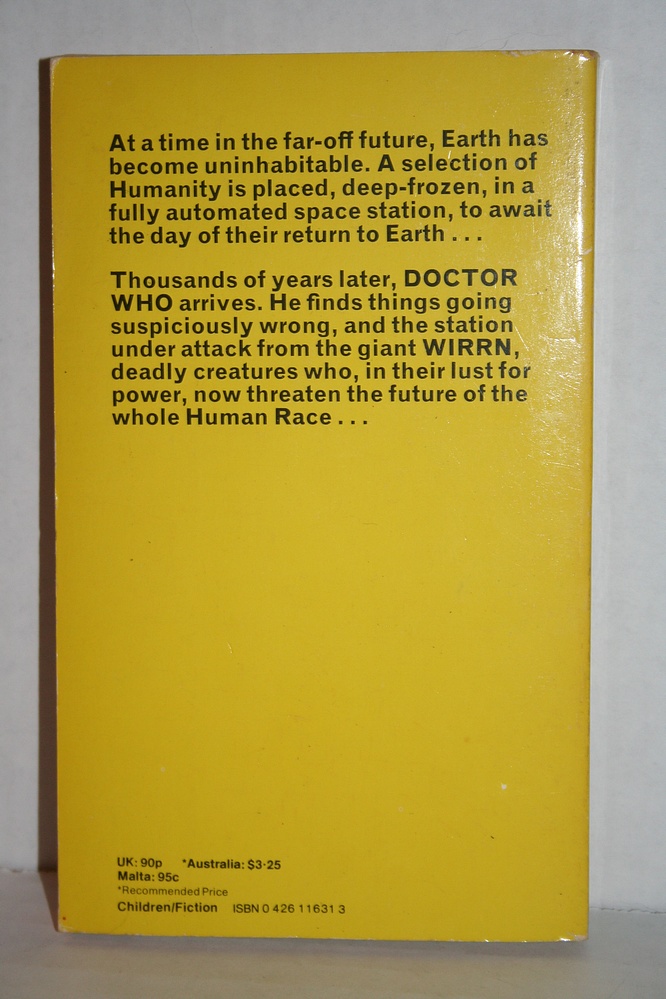 At a time in the far-off future, Earth has
become uninhabitable. A selection of
Humanity is placed, deep-frozen, in a
fully automated space station, to await
the day of their return to Earth . . .
Thousands of years later, DOCTOR
WHO arrives. He finds things going
suspiciously wrong, and the station
under attack from the giant WIRRN,
deadly creatures who, in their lust for
power, now threaten the future of the
whole Human Race . . .
UK: 90p *Australia: $3·25
Malta: 95c
*Recommended Price
Children/Fiction ISBN 0 426 11631 3